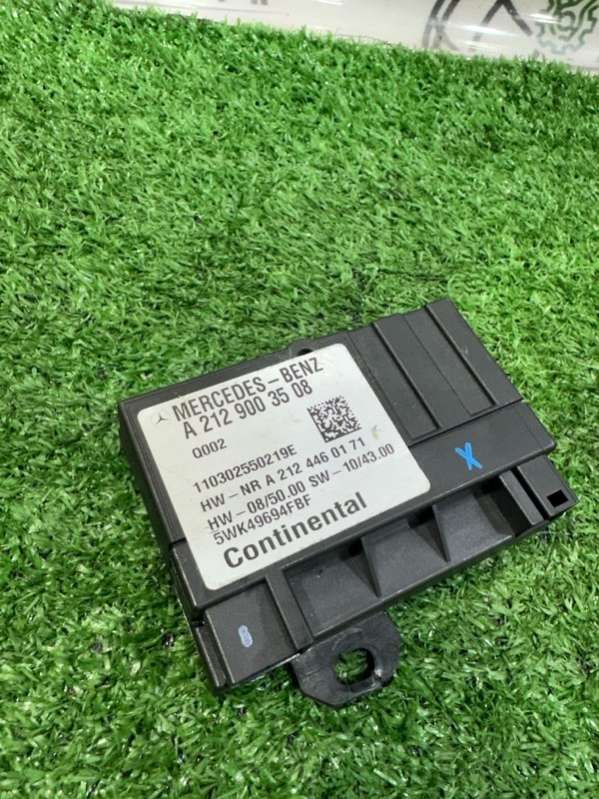 MERCEDES-BENZ
A 212 900 35 08
Q002
110302550219E
HW-NR A 212 446 01 71
HW-08/50.00 SW-10/43.00
5WK49694FBF
Continental
X